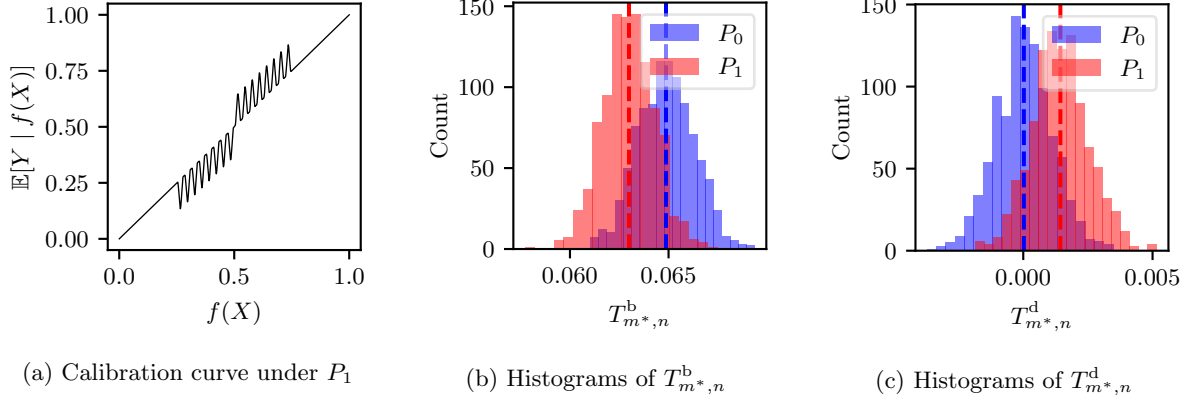 1.00
0.75
0.50
0.25
0.00
0.0 0.5 1.0
𝔼[Y | f(X)]
f(X)
(a) Calibration curve under P₁
150
100
50
0
0.060 0.065
Count
P₀
P₁
T^b_{m*,n}
(b) Histograms of T^b_{m*,n}
150
100
50
0
0.000 0.005
Count
P₀
P₁
T^d_{m*,n}
(c) Histograms of T^d_{m*,n}